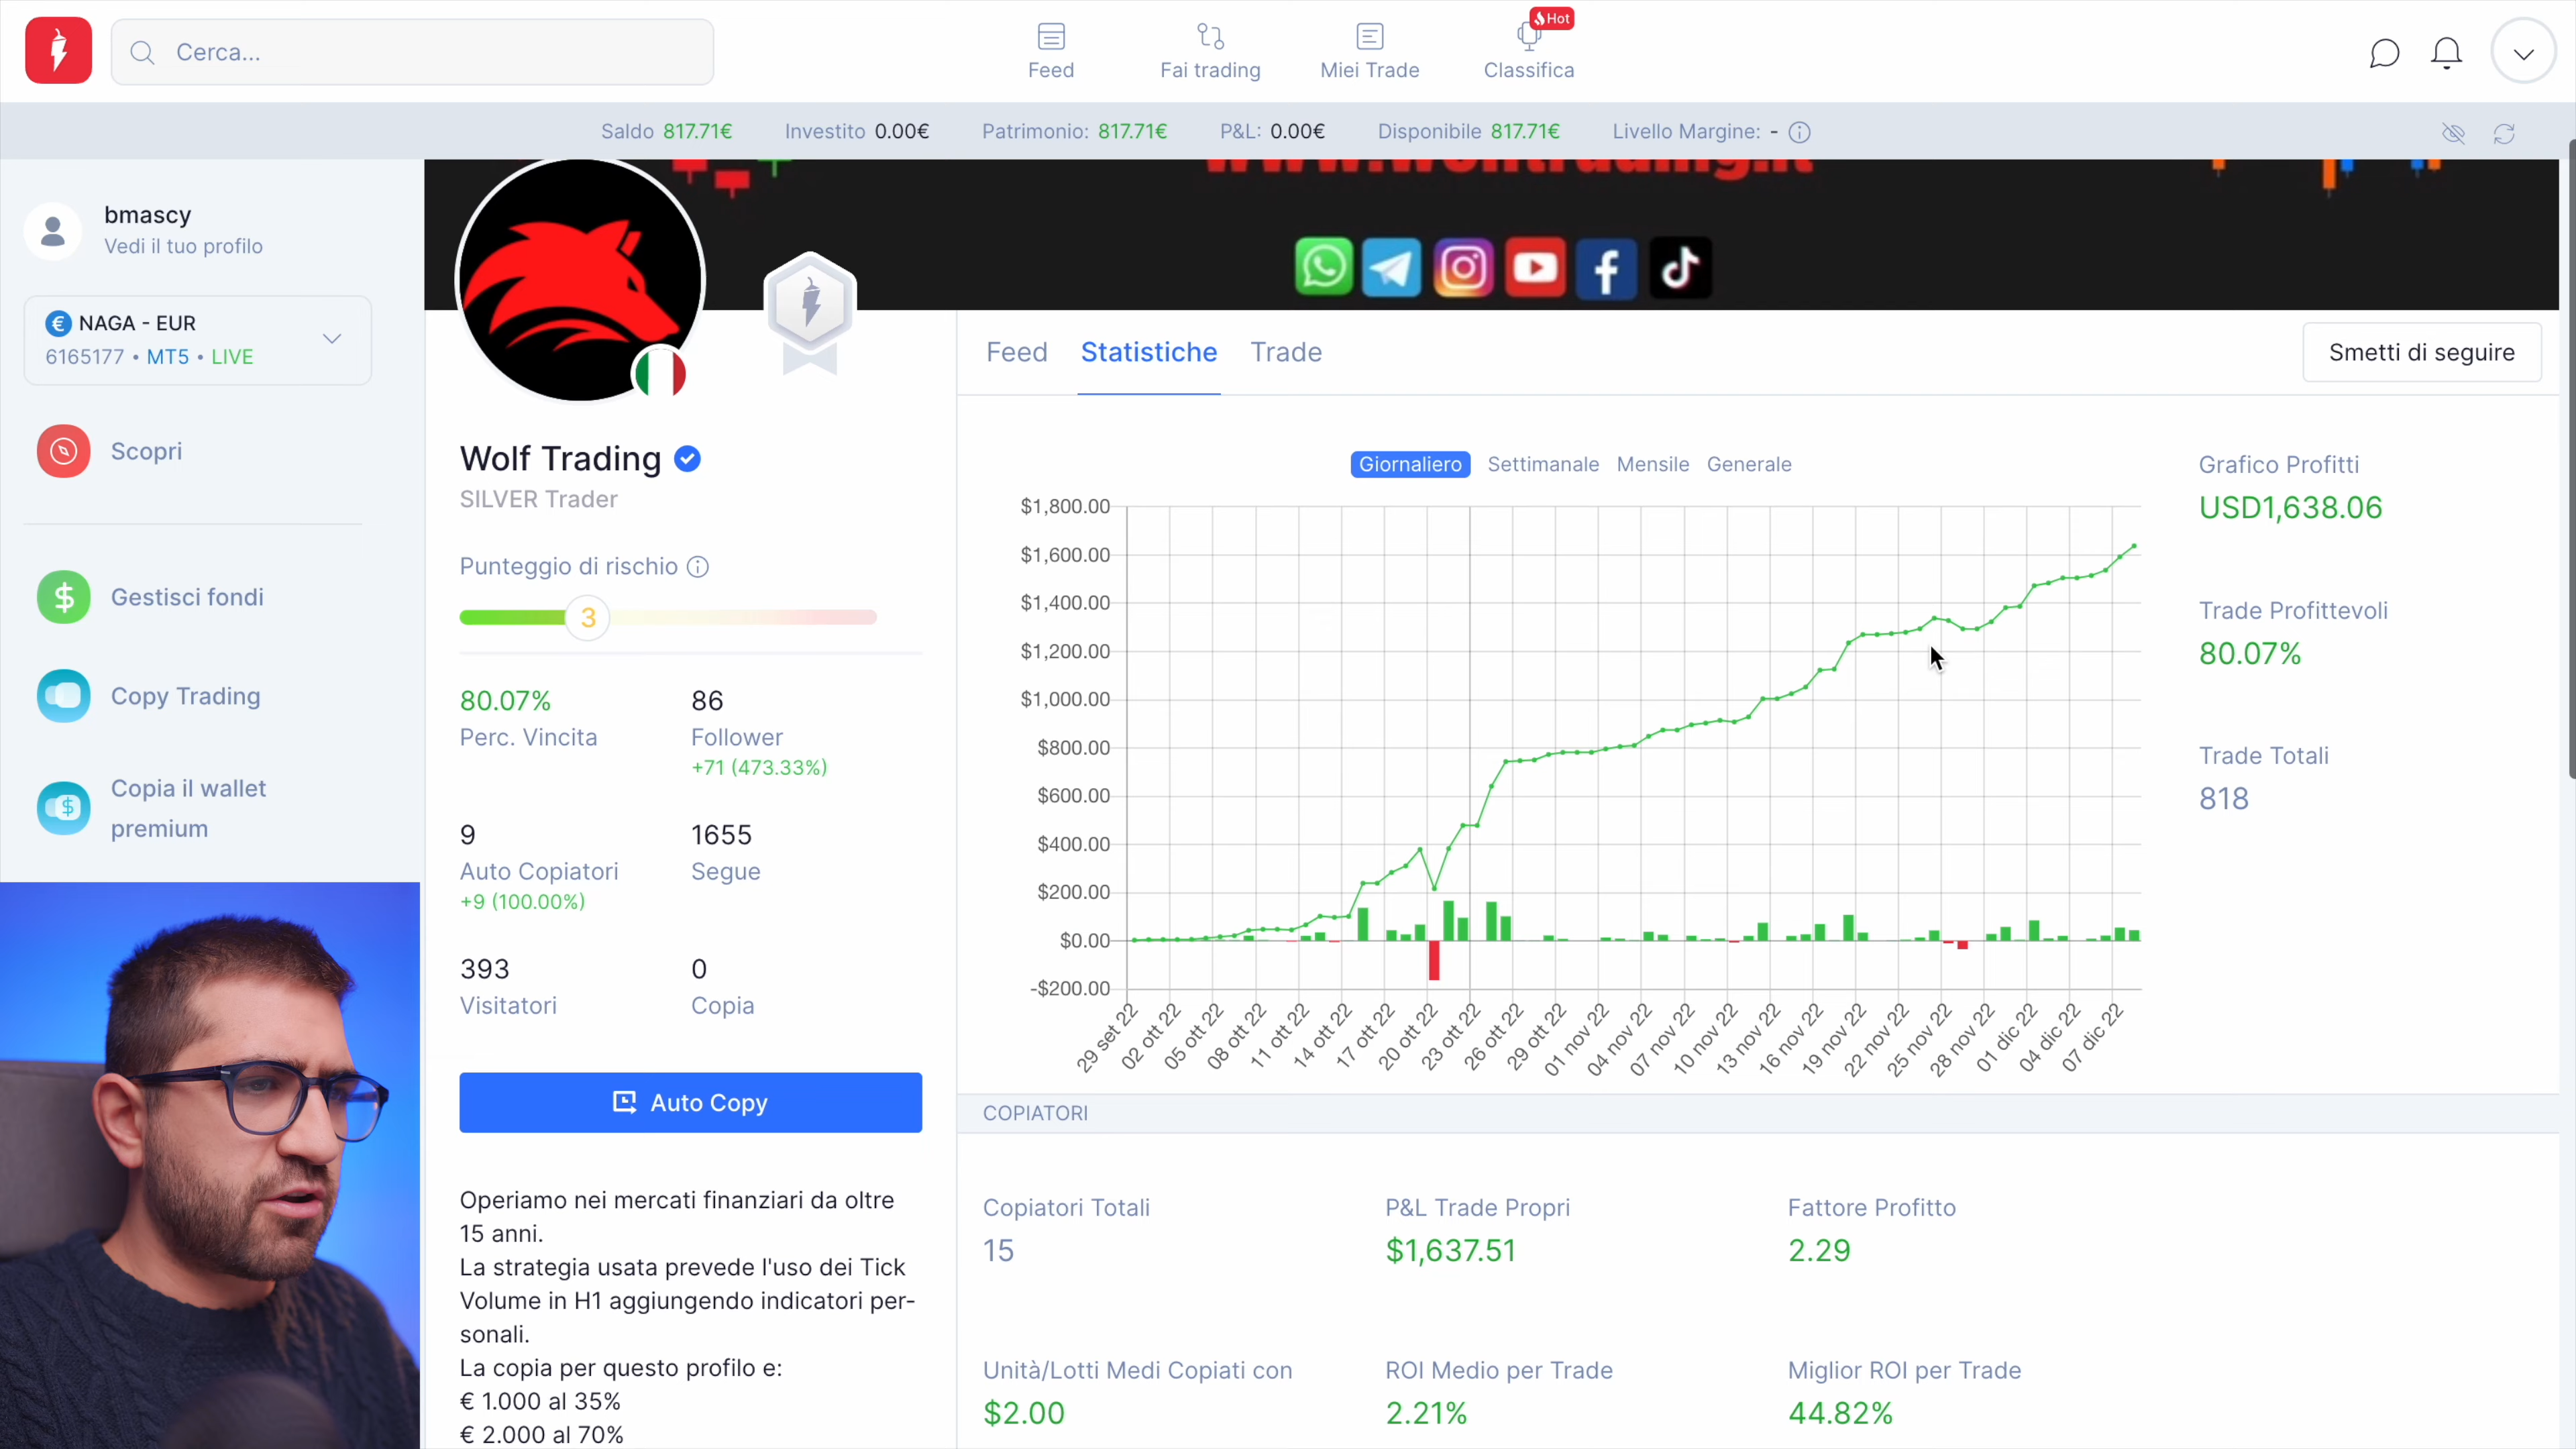 Cerca...
Feed
Fai trading
Miei Trade
Hot
Classifica
Saldo 817.71€ Investito 0.00€ Patrimonio: 817.71€ P&L: 0.00€ Disponibile 817.71€ Livello Margine: -
www.wolftrading.it
bmascy
Vedi il tuo profilo
€ NAGA - EUR
6165177 • MT5 • LIVE
Scopri
Gestisci fondi
Copy Trading
Copia il wallet
premium
Wolf Trading
SILVER Trader
Punteggio di rischio
3
80.07%
Perc. Vincita
86
Follower
+71 (473.33%)
9
Auto Copiatori
+9 (100.00%)
1655
Segue
393
Visitatori
0
Copia
Auto Copy
Operiamo nei mercati finanziari da oltre
15 anni.
La strategia usata prevede l'uso dei Tick
Volume in H1 aggiungendo indicatori per-
sonali.
La copia per questo profilo e:
€ 1.000 al 35%
€ 2.000 al 70%
Feed Statistiche Trade
Smetti di seguire
Giornaliero Settimanale Mensile Generale
$1,800.00
$1,600.00
$1,400.00
$1,200.00
$1,000.00
$800.00
$600.00
$400.00
$200.00
$0.00
-$200.00
29 set 22
02 ott 22
05 ott 22
08 ott 22
11 ott 22
14 ott 22
17 ott 22
20 ott 22
23 ott 22
26 ott 22
29 ott 22
01 nov 22
04 nov 22
07 nov 22
10 nov 22
13 nov 22
16 nov 22
19 nov 22
22 nov 22
25 nov 22
28 nov 22
01 dic 22
04 dic 22
07 dic 22
Grafico Profitti
USD1,638.06
Trade Profittevoli
80.07%
Trade Totali
818
COPIATORI
Copiatori Totali
15
P&L Trade Propri
$1,637.51
Fattore Profitto
2.29
Unità/Lotti Medi Copiati con
$2.00
ROI Medio per Trade
2.21%
Miglior ROI per Trade
44.82%